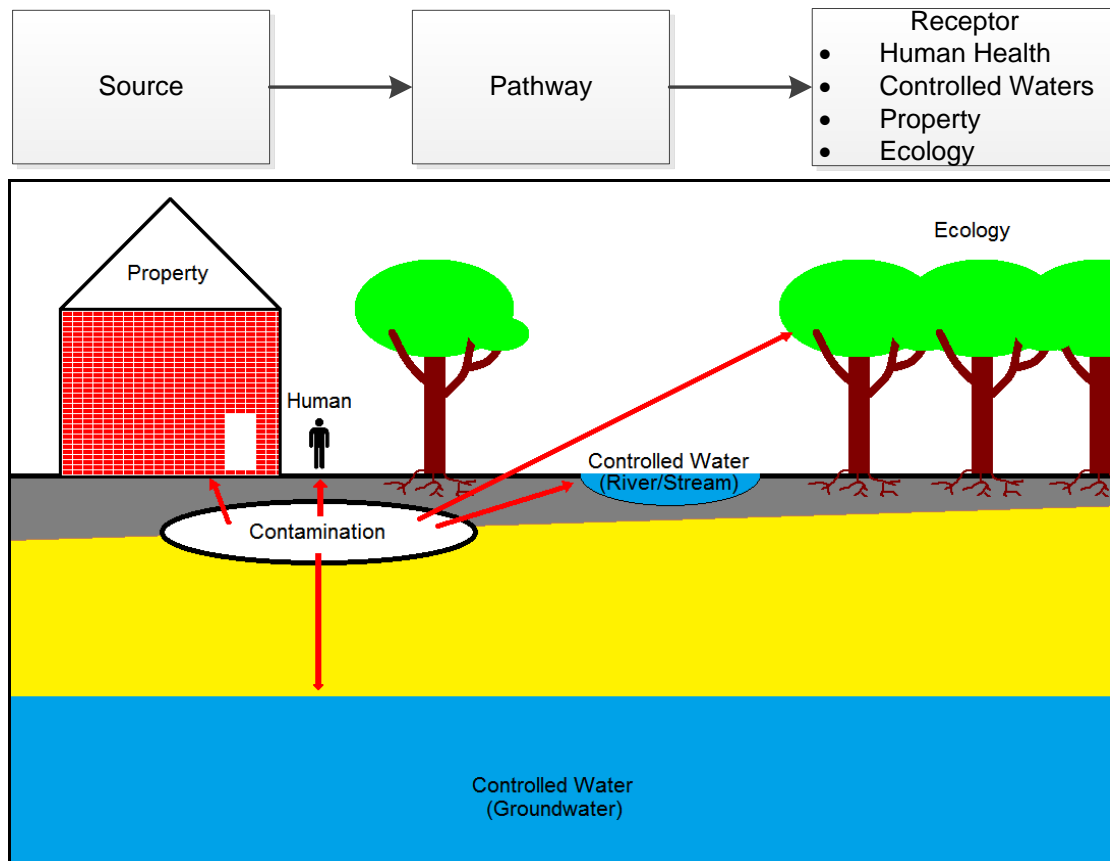 Source
Pathway
Receptor
• Human Health
• Controlled Waters
• Property
• Ecology
Ecology
Property
Human
Controlled Water
(River/Stream)
Contamination
Controlled Water
(Groundwater)